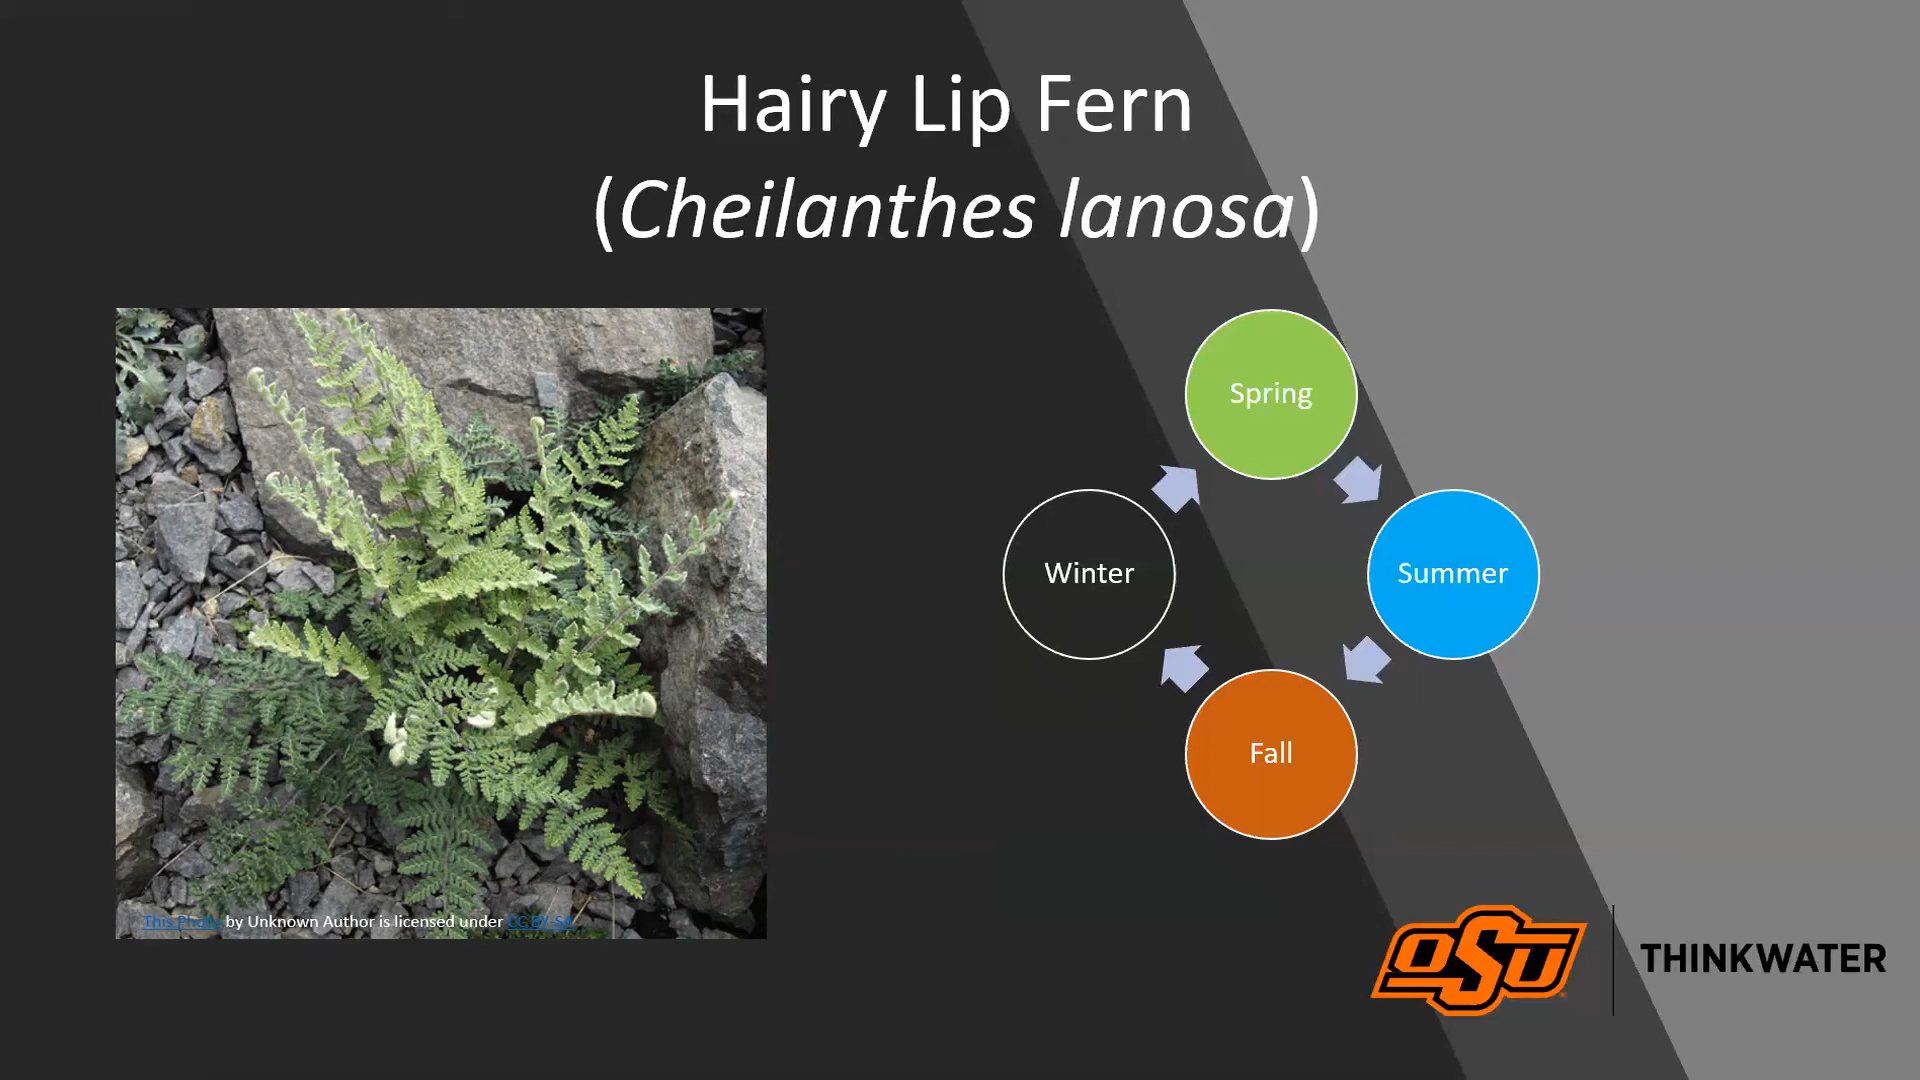 Hairy Lip Fern
(Cheilanthes lanosa)
Spring
Winter
Summer
Fall
This Photo by Unknown Author is licensed under CC BY-SA
OSU
THINKWATER